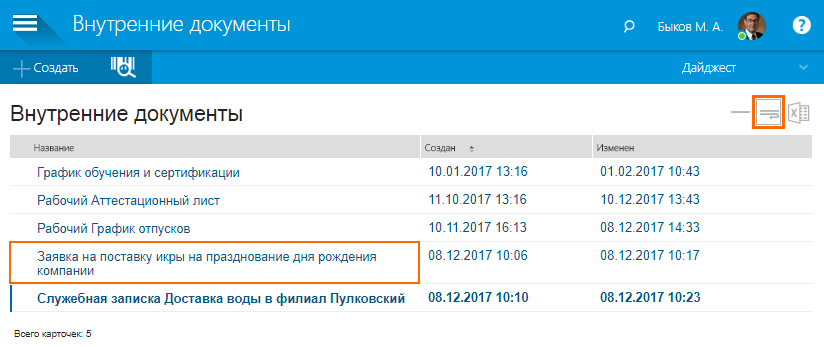 Внутренние документы
Быков М. А.
Создать
Дайджест
Внутренние документы
Название Создан Изменен
График обучения и сертификации 10.01.2017 13:16 01.02.2017 10:43
Рабочий Аттестационный лист 11.10.2017 13:16 10.12.2017 13:43
Рабочий График отпусков 10.11.2017 16:13 08.12.2017 14:33
Заявка на поставку икры на празднование дня рождения 08.12.2017 10:06 08.12.2017 10:17
компании
Служебная записка Доставка воды в филиал Пулковский 08.12.2017 10:10 08.12.2017 10:23
Всего карточек: 5